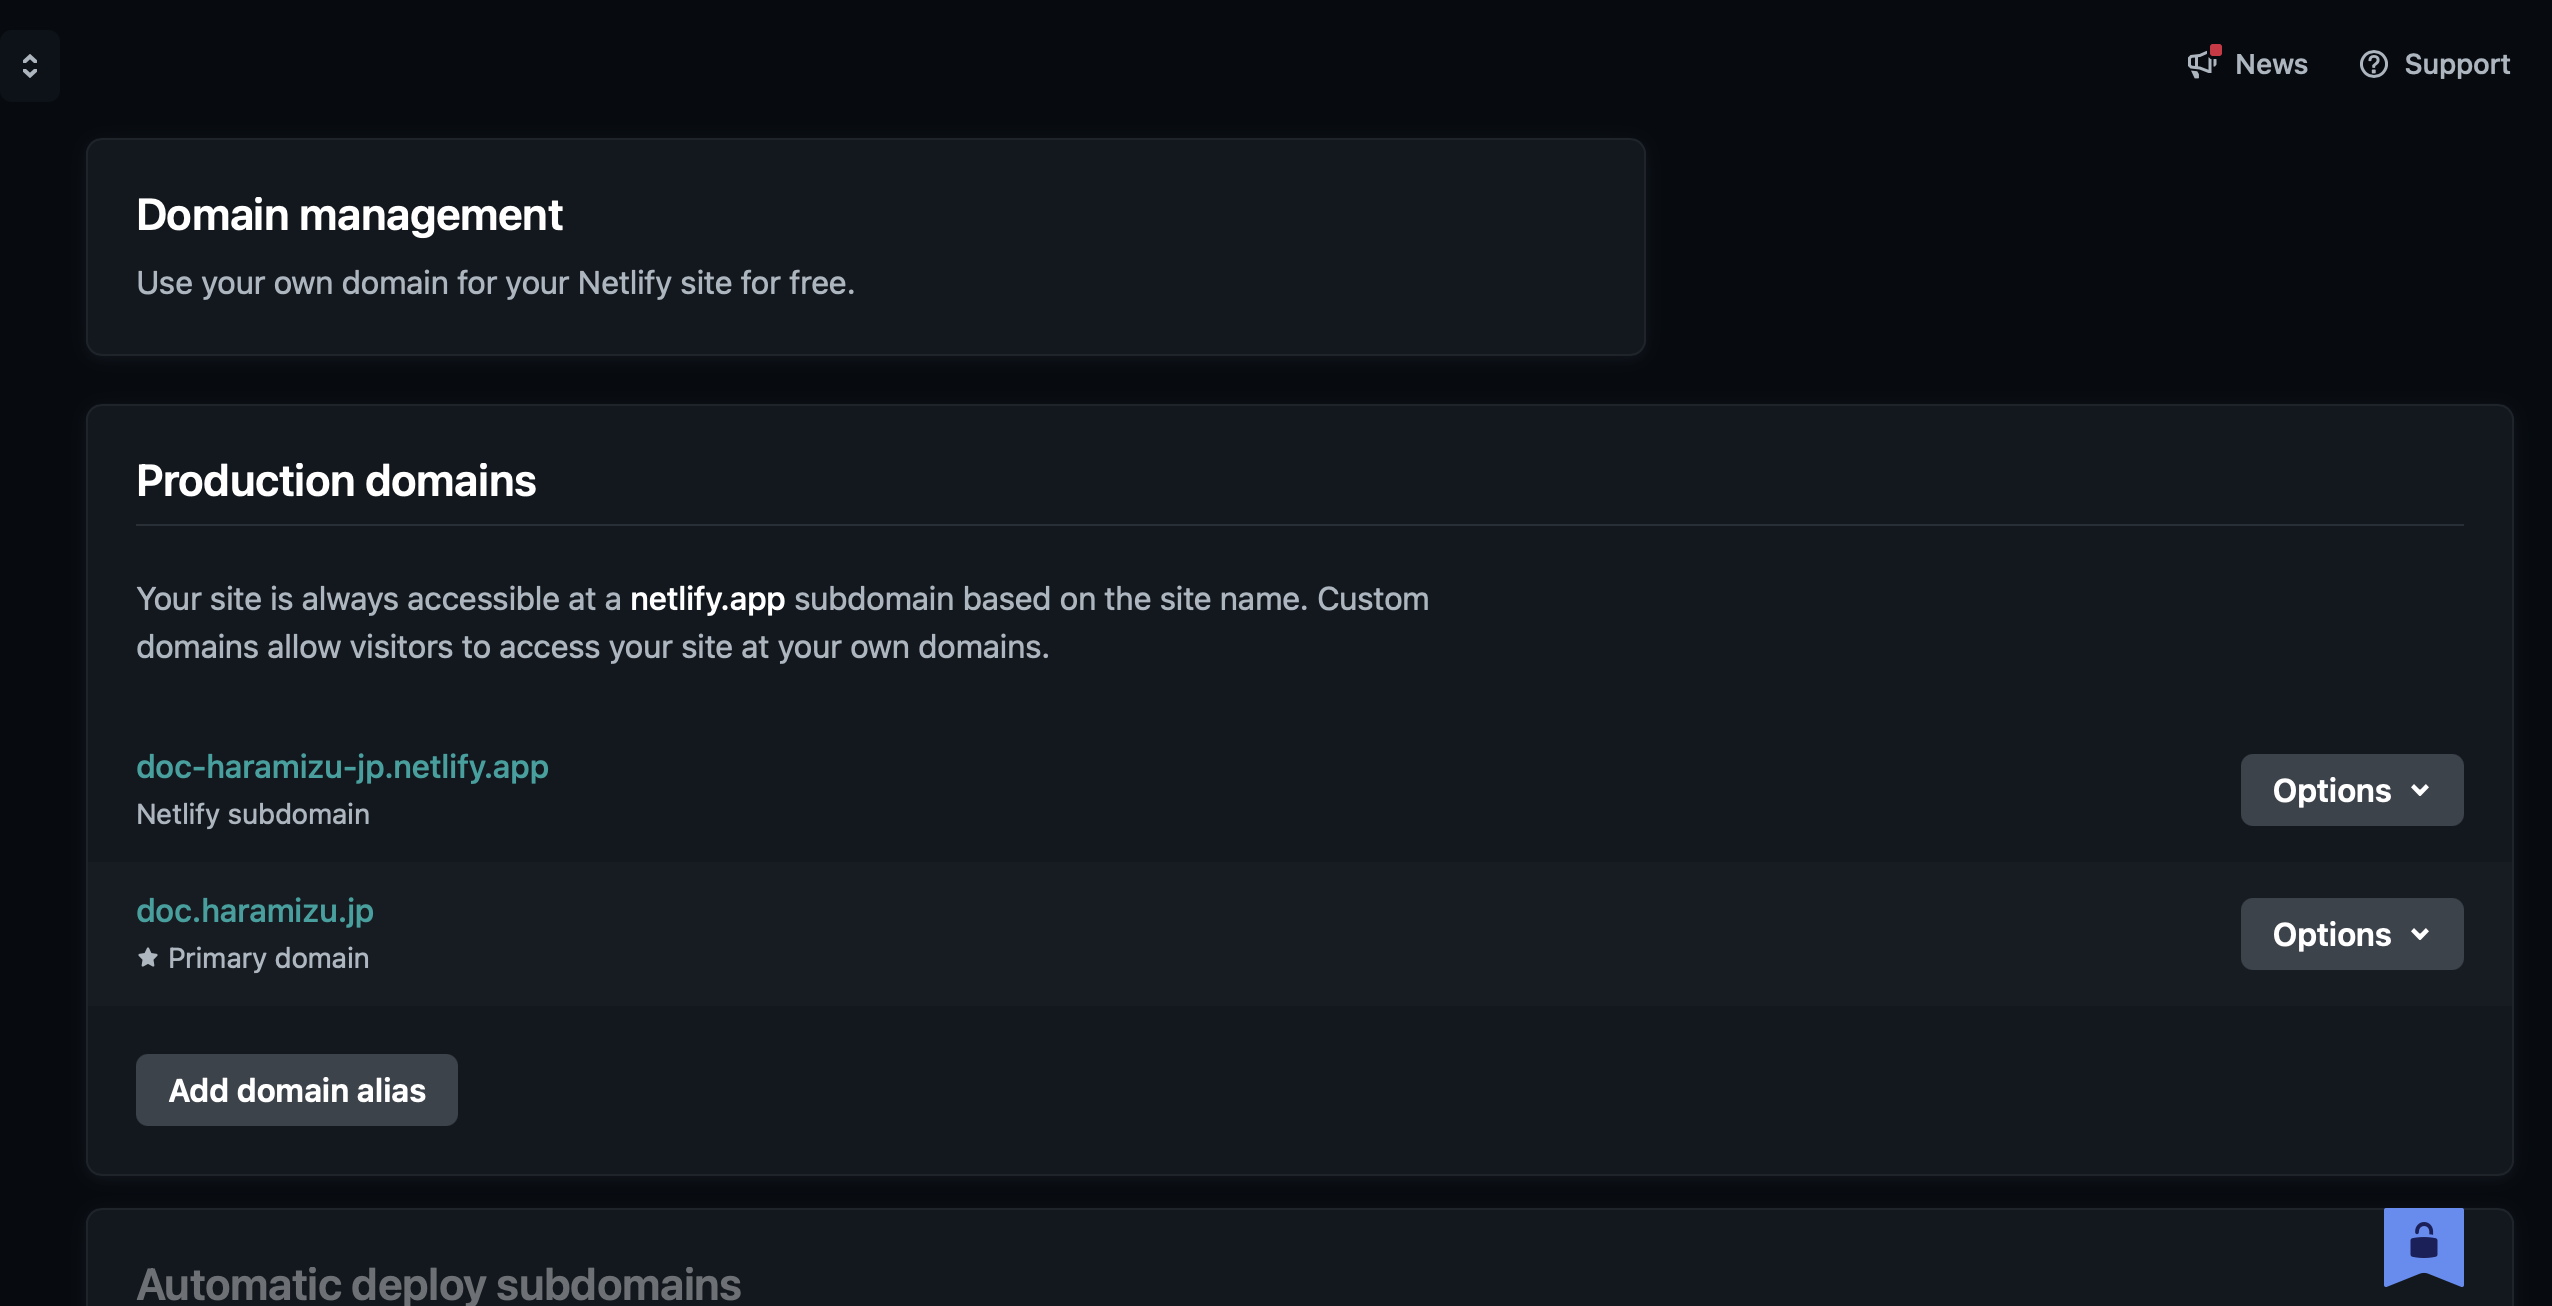 News
Support
Domain management
Use your own domain for your Netlify site for free.
Production domains
Your site is always accessible at a netlify.app subdomain based on the site name. Custom
domains allow visitors to access your site at your own domains.
doc-haramizu-jp.netlify.app
Netlify subdomain
Options
doc.haramizu.jp
Primary domain
Options
Add domain alias
Automatic deploy subdomains